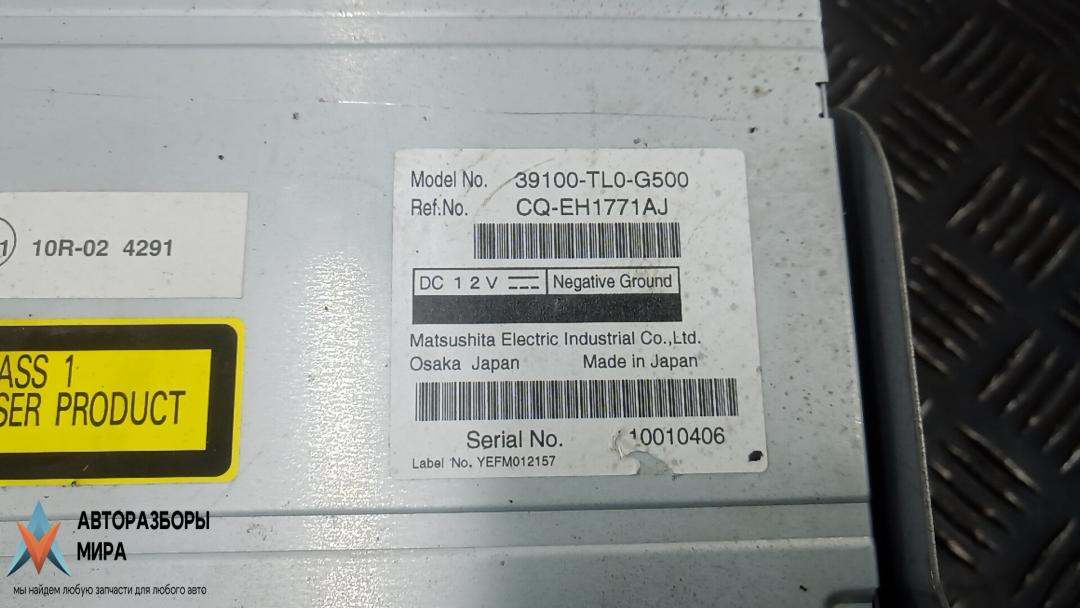 Model No. 39100-TL0-G500
Ref.No. CQ-EH1771AJ
1 10R-02 4291
DC 12V Negative Ground
Matsushita Electric Industrial Co.,Ltd.
Osaka Japan Made in Japan
ASS 1
SER PRODUCT
Serial No. 10010406
Label No. YEFM012157
АВТОРАЗБОРЫ
МИРА
мы найдем любую запчасти для любого авто